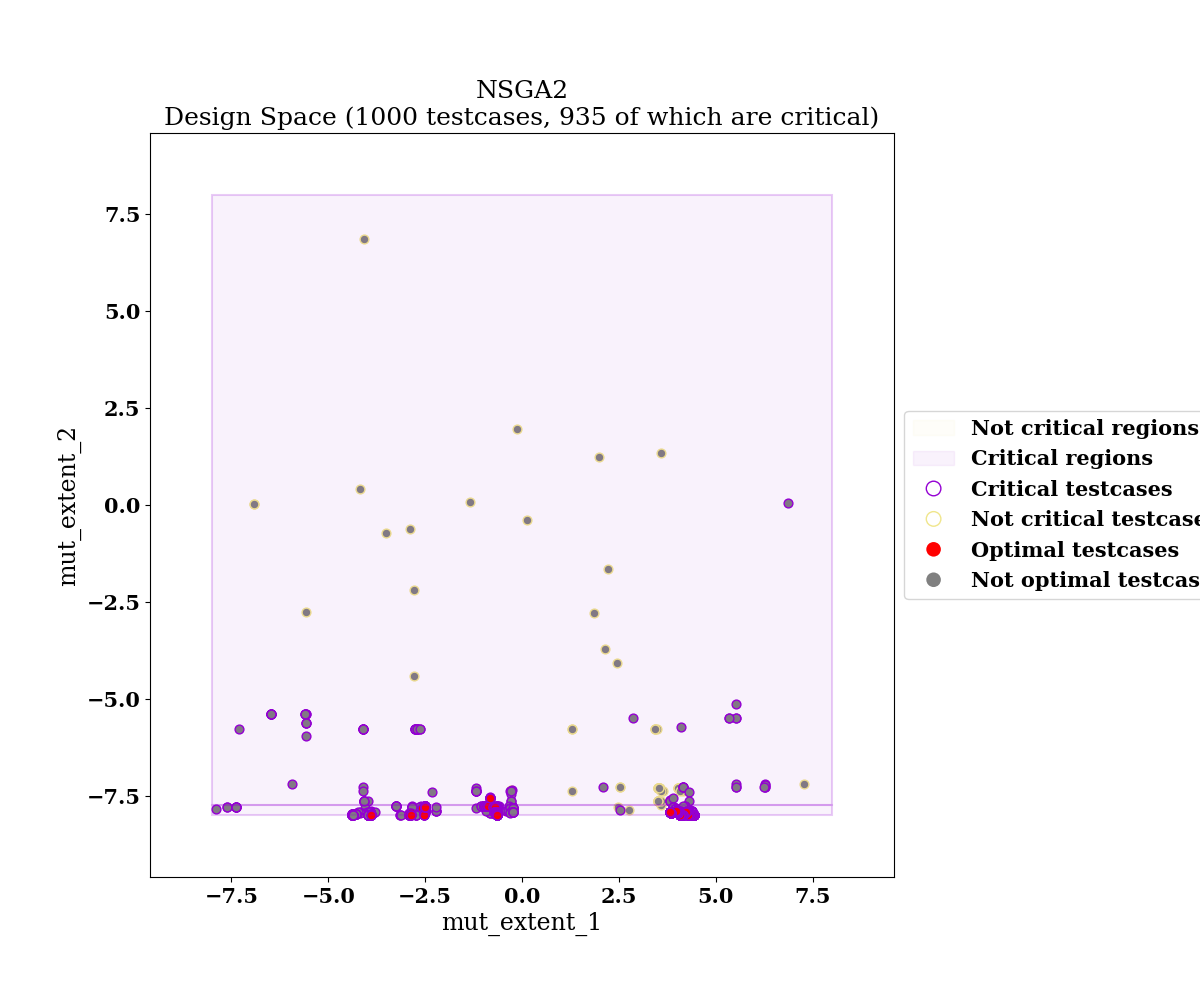 NSGA2
Design Space (1000 testcases, 935 of which are critical)
7.5
5.0
2.5
0.0
−2.5
−5.0
−7.5
mut_extent_2
−7.5 −5.0 −2.5 0.0 2.5 5.0 7.5
mut_extent_1
Not critical regions
Critical regions
Critical testcases
Not critical testcase
Optimal testcases
Not optimal testcas